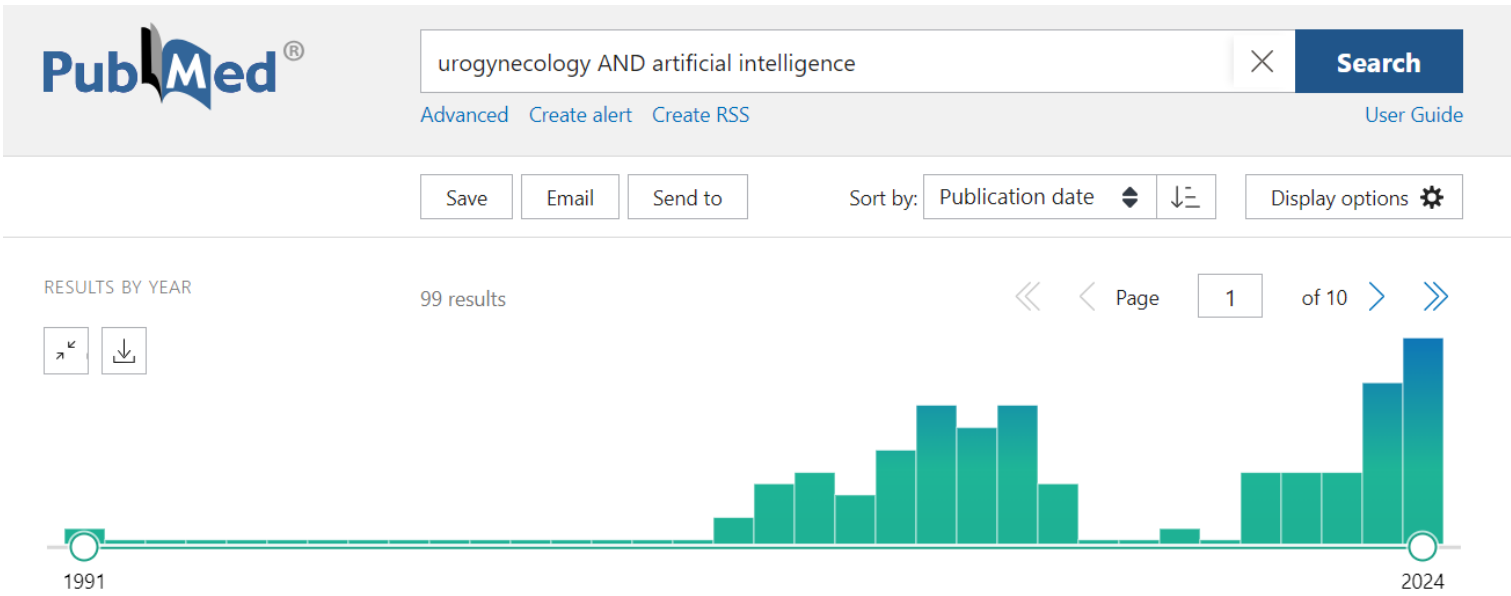 PubMed®
urogynecology AND artificial intelligence
Search
Advanced Create alert Create RSS
User Guide
Save Email Send to
Sort by: Publication date
Display options
RESULTS BY YEAR
99 results
Page 1 of 10
1991
2024